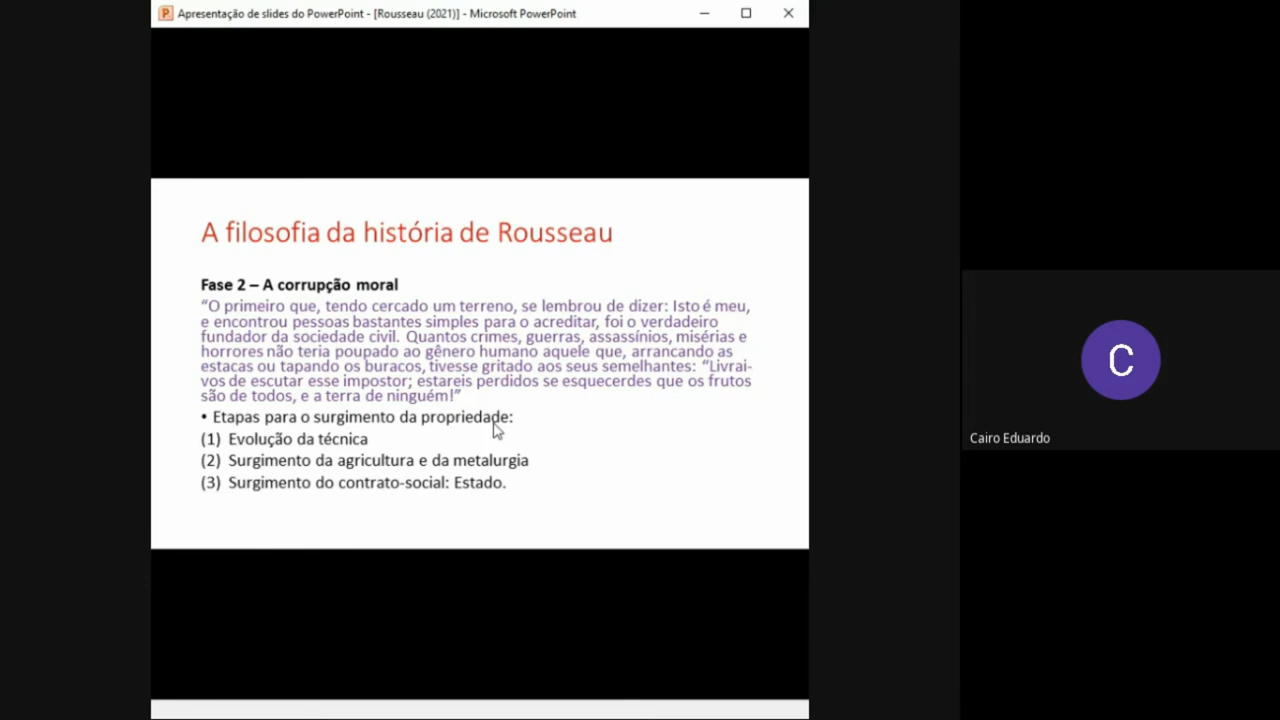 Apresentação de slides do PowerPoint - [Rousseau (2021)] - Microsoft PowerPoint
A filosofia da história de Rousseau
Fase 2 – A corrupção moral
“O primeiro que, tendo cercado um terreno, se lembrou de dizer: Isto é meu,
e encontrou pessoas bastantes simples para o acreditar, foi o verdadeiro
fundador da sociedade civil. Quantos crimes, guerras, assassínios, misérias e
horrores não teria poupado ao gênero humano aquele que, arrancando as
estacas ou tapando os buracos, tivesse gritado aos seus semelhantes: “Livrai-
vos de escutar esse impostor; estareis perdidos se esquecerdes que os frutos
são de todos, e a terra de ninguém!”
• Etapas para o surgimento da propriedade:
(1) Evolução da técnica
(2) Surgimento da agricultura e da metalurgia
(3) Surgimento do contrato-social: Estado.
C
Cairo Eduardo